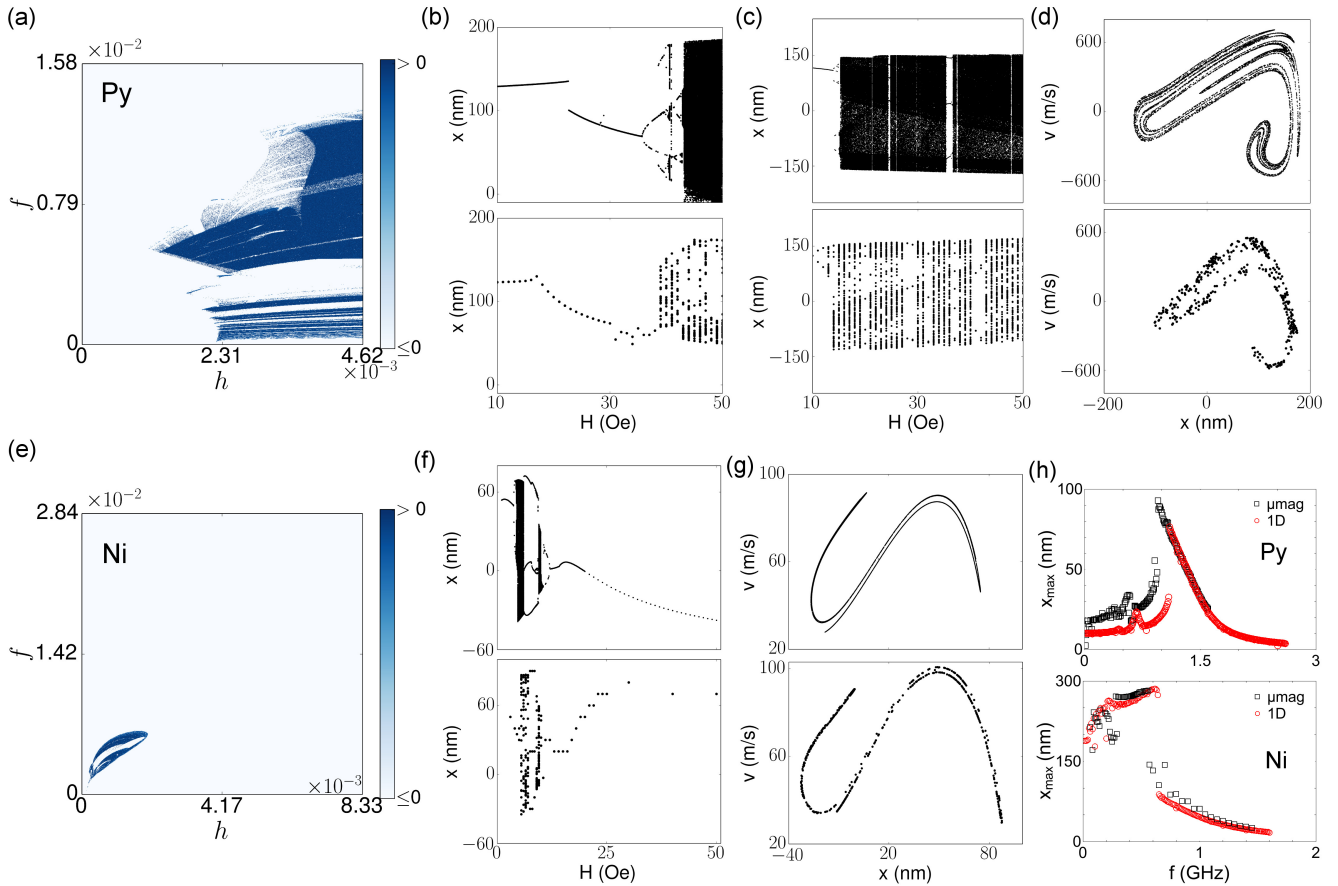 (a)
×10⁻²
1.58
0.79
0
f
Py
0
2.31
4.62
×10⁻³
h
> 0
≤0
(b)
200
100
0
x (nm)
200
100
0
x (nm)
10
30
50
H (Oe)
(c)
150
0
−150
x (nm)
150
0
−150
x (nm)
10
30
50
H (Oe)
(d)
600
0
−600
v (m/s)
600
0
−600
v (m/s)
−200
0
200
x (nm)
(e)
×10⁻²
2.84
1.42
0
f
Ni
0
4.17
8.33
×10⁻³
h
> 0
≤0
(f)
60
0
−60
x (nm)
60
0
−60
x (nm)
0
25
50
H (Oe)
(g)
100
60
20
v (m/s)
100
60
20
v (m/s)
−40
20
80
x (nm)
(h)
100
50
0
xmax (nm)
μmag
1D
Py
0
1.5
3
300
150
0
xmax (nm)
μmag
1D
Ni
0
1
2
f (GHz)